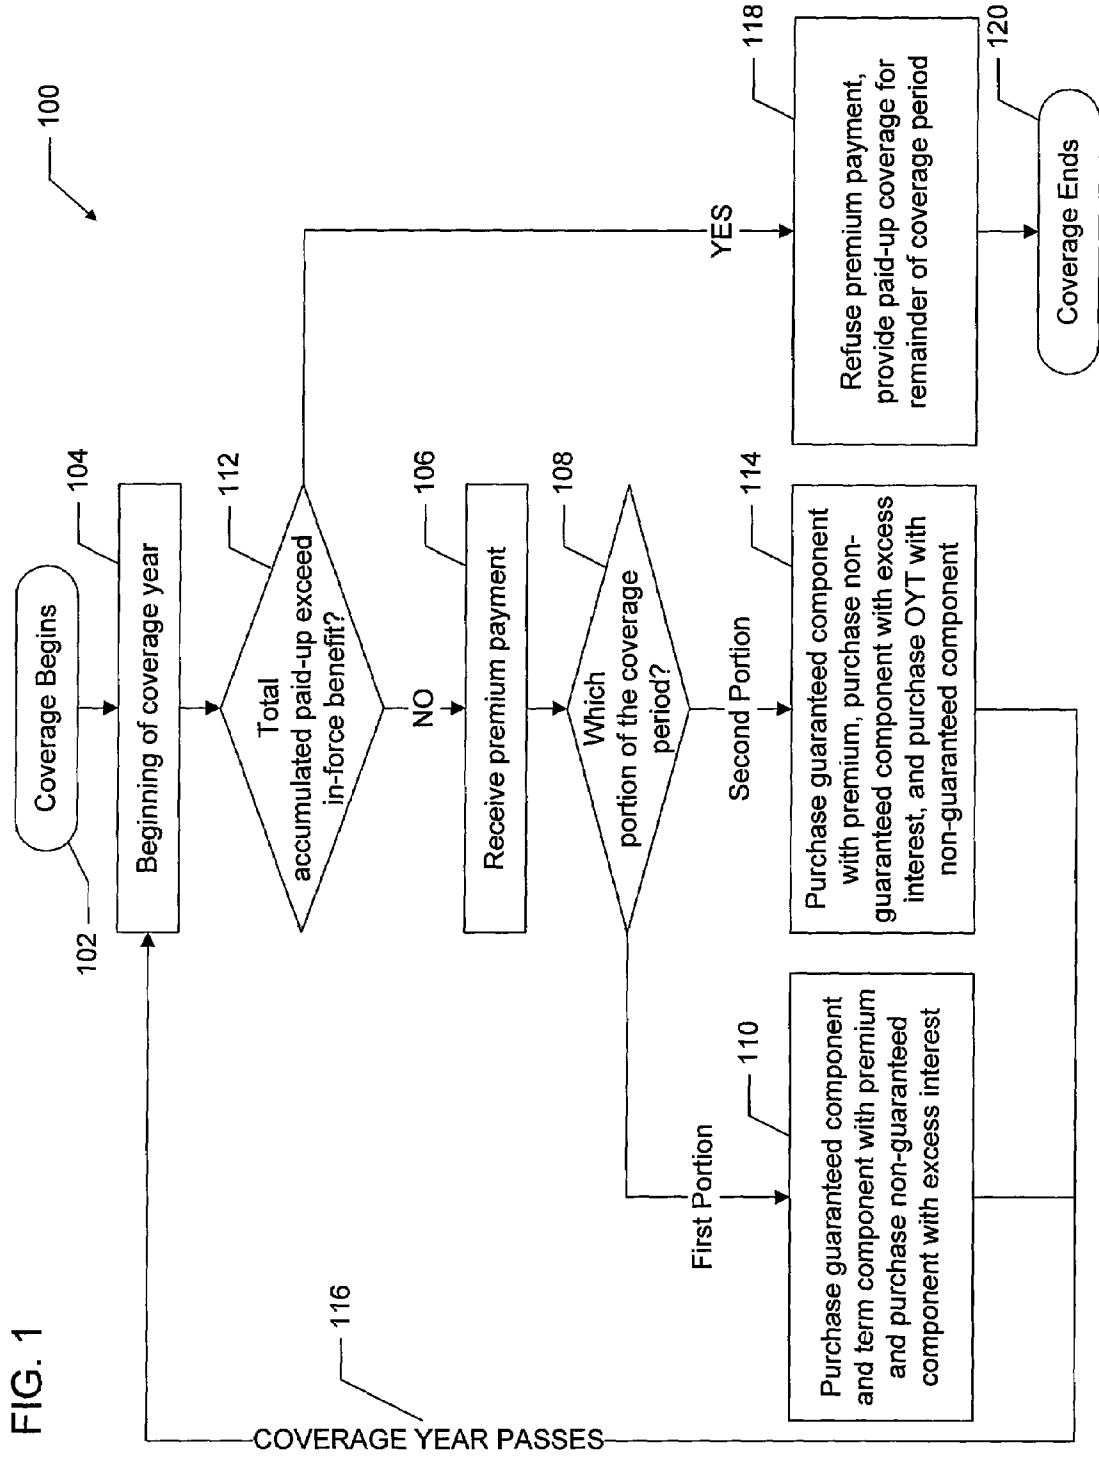 FIG. 1
100
Coverage Begins
102
104
Beginning of coverage year
112
Total
accumulated paid-up exceed
in-force benefit?
NO
YES
106
Receive premium payment
108
Which
portion of the coverage
period?
First Portion
Second Portion
110
Purchase guaranteed component
and term component with premium
and purchase non-guaranteed
component with excess interest
114
Purchase guaranteed component
with premium, purchase non-
guaranteed component with excess
interest, and purchase OYT with
non-guaranteed component
118
Refuse premium payment,
provide paid-up coverage for
remainder of coverage period
120
Coverage Ends
116
COVERAGE YEAR PASSES